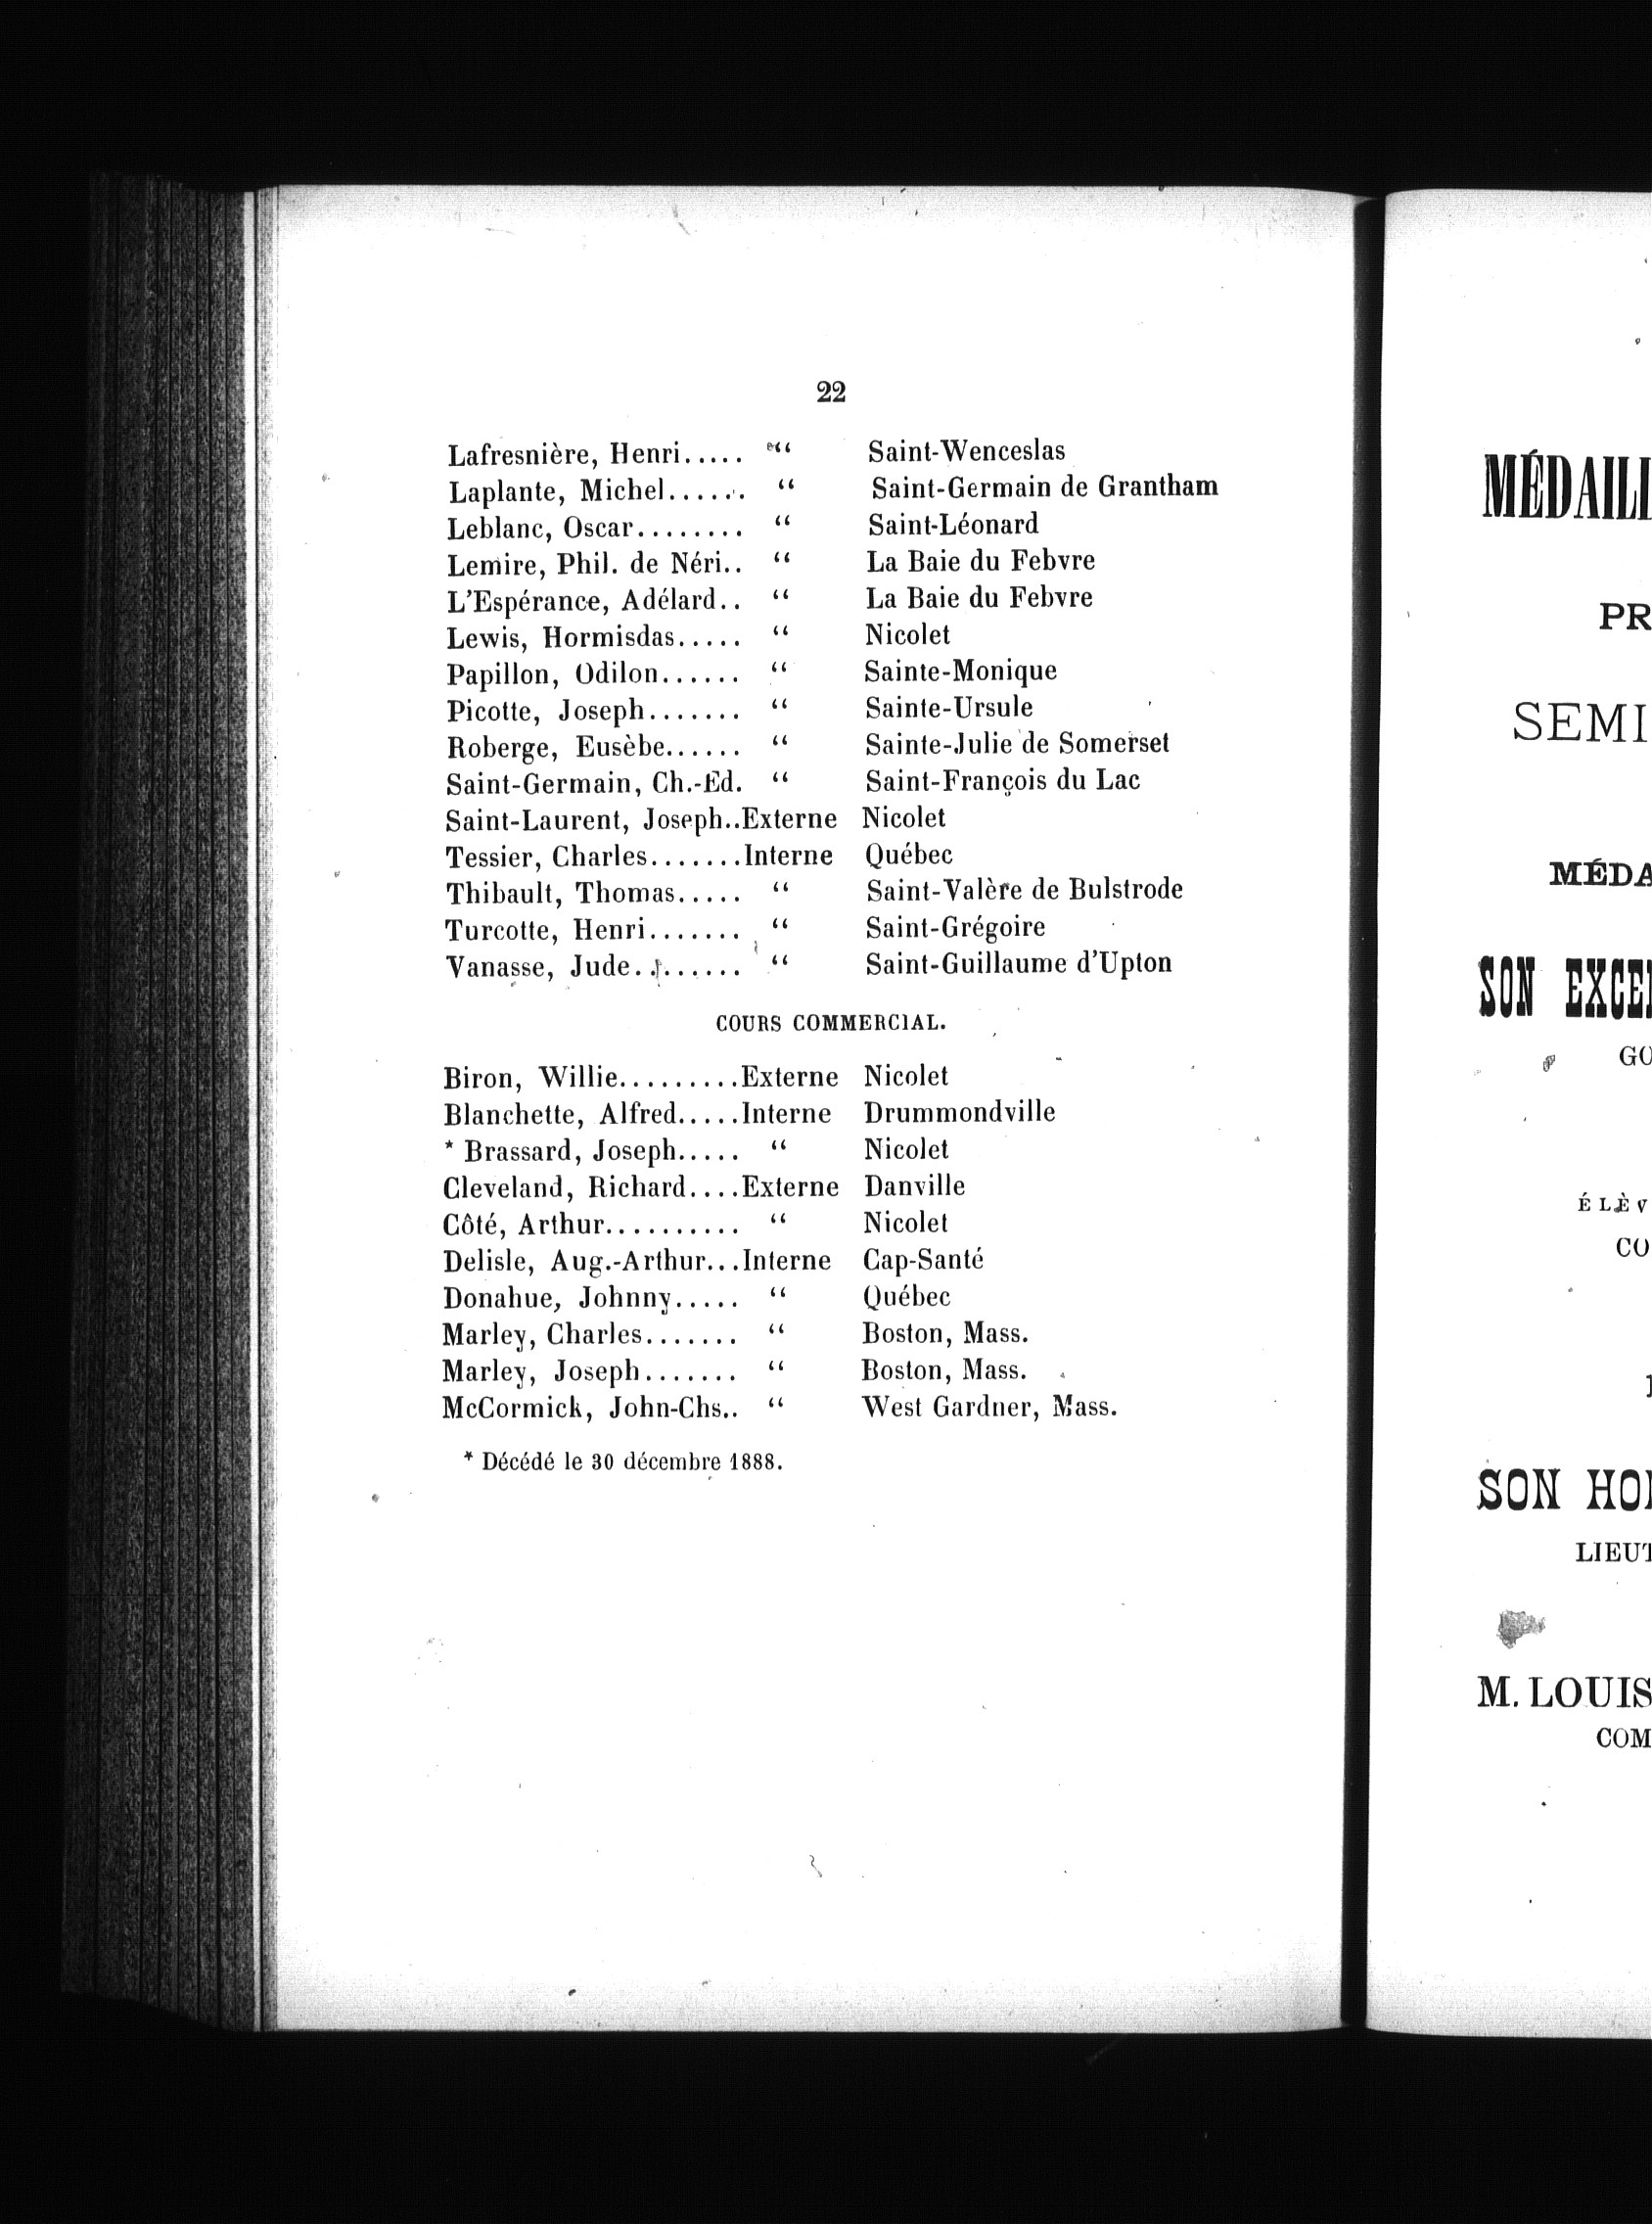 22
Lafresnière, Henri..... “ Saint-Wenceslas
Laplante, Michel...... “ Saint-Germain de Grantham
Leblanc, Oscar........ “ Saint-Léonard
Lemire, Phil. de Néri.. “ La Baie du Febvre
L'Espérance, Adélard.. “ La Baie du Febvre
Lewis, Hormisdas..... “ Nicolet
Papillon, Odilon...... “ Sainte-Monique
Picotte, Joseph....... “ Sainte-Ursule
Roberge, Eusèbe...... “ Sainte-Julie de Somerset
Saint-Germain, Ch.-Ed. “ Saint-François du Lac
Saint-Laurent, Joseph..Externe Nicolet
Tessier, Charles.......Interne Québec
Thibault, Thomas..... “ Saint-Valère de Bulstrode
Turcotte, Henri....... “ Saint-Grégoire
Vanasse, Jude........ “ Saint-Guillaume d'Upton
COURS COMMERCIAL.
Biron, Willie.........Externe Nicolet
Blanchette, Alfred.....Interne Drummondville
* Brassard, Joseph..... “ Nicolet
Cleveland, Richard....Externe Danville
Côté, Arthur.......... “ Nicolet
Delisle, Aug.-Arthur...Interne Cap-Santé
Donahue, Johnny..... “ Québec
Marley, Charles....... “ Boston, Mass.
Marley, Joseph....... “ Boston, Mass.
McCormick, John-Chs.. “ West Gardner, Mass.
* Décédé le 30 décembre 1888.
MÉDAILL
PR
SEMI
MÉDA
SON EXCE
GO
ÉLÈV
CO
SON HO
LIEUT
M. LOUIS
COM